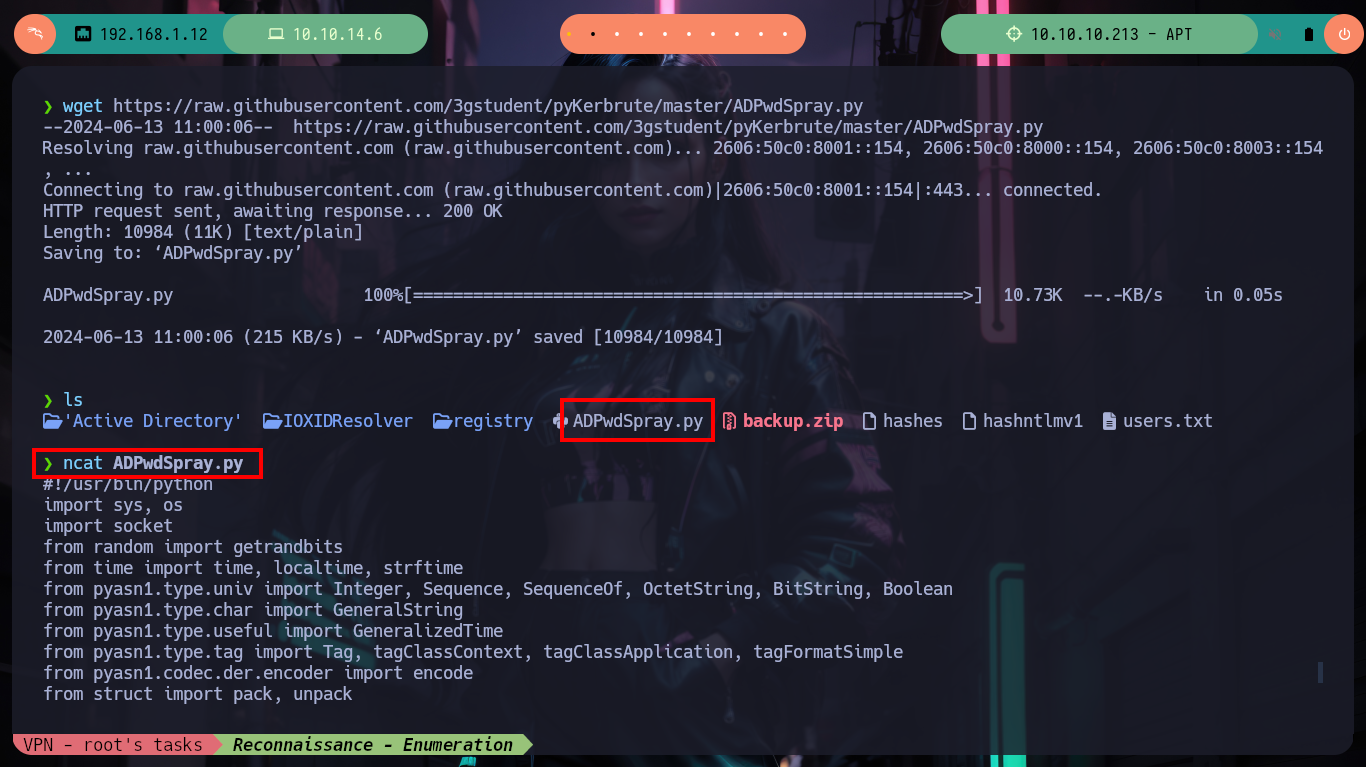 192.168.1.12
10.10.14.6
10.10.10.213 - APT
❯ wget https://raw.githubusercontent.com/3gstudent/pyKerbrute/master/ADPwdSpray.py
--2024-06-13 11:00:06--  https://raw.githubusercontent.com/3gstudent/pyKerbrute/master/ADPwdSpray.py
Resolving raw.githubusercontent.com (raw.githubusercontent.com)... 2606:50c0:8001::154, 2606:50c0:8000::154, 2606:50c0:8003::154
, ...
Connecting to raw.githubusercontent.com (raw.githubusercontent.com)|2606:50c0:8001::154|:443... connected.
HTTP request sent, awaiting response... 200 OK
Length: 10984 (11K) [text/plain]
Saving to: ‘ADPwdSpray.py’
ADPwdSpray.py                   100%[=======================================================>]  10.73K  --.-KB/s    in 0.05s
2024-06-13 11:00:06 (215 KB/s) - ‘ADPwdSpray.py’ saved [10984/10984]
❯ ls
'Active Directory'  IOXIDResolver  registry  ADPwdSpray.py  backup.zip  hashes  hashntlmv1  users.txt
❯ ncat ADPwdSpray.py
#!/usr/bin/python
import sys, os
import socket
from random import getrandbits
from time import time, localtime, strftime
from pyasn1.type.univ import Integer, Sequence, SequenceOf, OctetString, BitString, Boolean
from pyasn1.type.char import GeneralString
from pyasn1.type.useful import GeneralizedTime
from pyasn1.type.tag import Tag, tagClassContext, tagClassApplication, tagFormatSimple
from pyasn1.codec.der.encoder import encode
from struct import pack, unpack
VPN - root's tasks  Reconnaissance - Enumeration